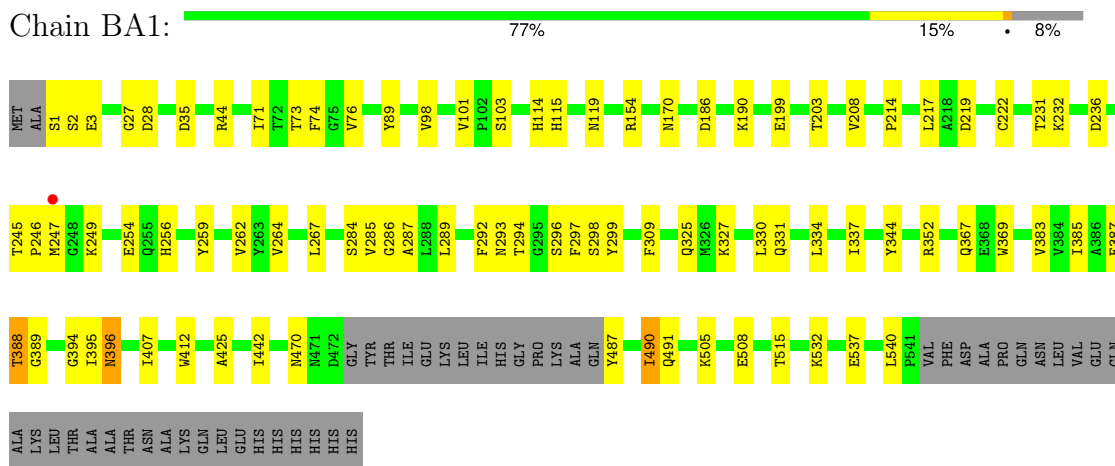 Chain BA1:
77% 15% • 8%
MET ALA S1 S2 E3 G27 D28 D35 R44 I71 T72 T73 F74 G75 V76 Y89 V98 V101 P102 S103 H114 H115 N119 R154 N170 D186 K190 E199 T203 V208 P214 L217 A218 D219 C222 T231 K232 D236
T245 P246 M247 G248 K249 E254 Q255 H256 Y259 V262 Y263 V264 L267 S284 V285 G286 A287 L288 L289 F292 N293 T294 G295 S296 F297 S298 Y299 F309 Q325 M326 K327 L330 Q331 L334 I337 Y344 R352 Q367 E368 W369 V383 V384 I385 A386 E387
T388 G389 G394 I395 N396 I407 W412 A425 I442 N470 N471 D472 GLY TYR THR ILE GLU LYS LEU ILE HIS GLY PRO LYS ALA GLN Y487 I490 Q491 K505 E508 T515 K532 E537 L540 P541 VAL PHE ASP ALA PRO GLN ASN LEU VAL GLU GLN
ALA LYS LEU THR ALA ALA THR ASN ALA LYS GLN LEU GLU HIS HIS HIS HIS HIS HIS